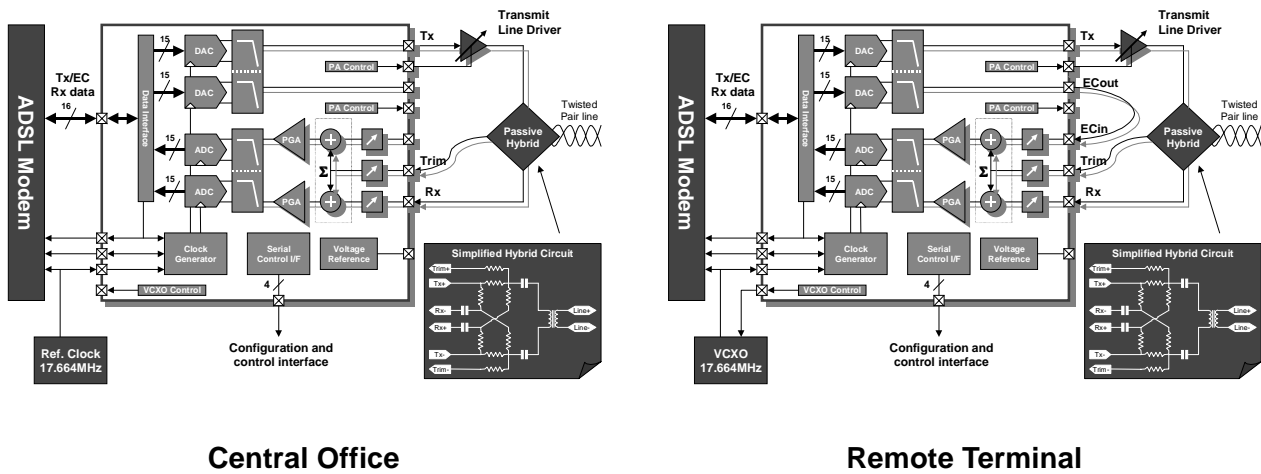 ADSL Modem
Tx/EC
Rx data
16
Data Interface
15
15
15
15
DAC
DAC
ADC
ADC
PGA
PGA
Σ
PA Control
PA Control
Tx
Trim
Rx
Transmit
Line Driver
Passive
Hybrid
Twisted
Pair line
Clock
Generator
Serial
Control I/F
Voltage
Reference
VCXO Control
4
Ref. Clock
17.664MHz
Configuration and
control interface
Simplified Hybrid Circuit
Trim+
Tx+
Rx-
Rx+
Tx-
Trim-
Line+
Line-
Central Office
ADSL Modem
Tx/EC
Rx data
16
Data Interface
15
15
15
15
DAC
DAC
ADC
ADC
PGA
PGA
Σ
PA Control
PA Control
Tx
ECout
ECin
Trim
Rx
Transmit
Line Driver
Passive
Hybrid
Twisted
Pair line
Clock
Generator
Serial
Control I/F
Voltage
Reference
VCXO Control
4
VCXO
17.664MHz
Configuration and
control interface
Simplified Hybrid Circuit
Trim+
Tx+
Rx-
Rx+
Tx-
Trim-
Line+
Line-
Remote Terminal